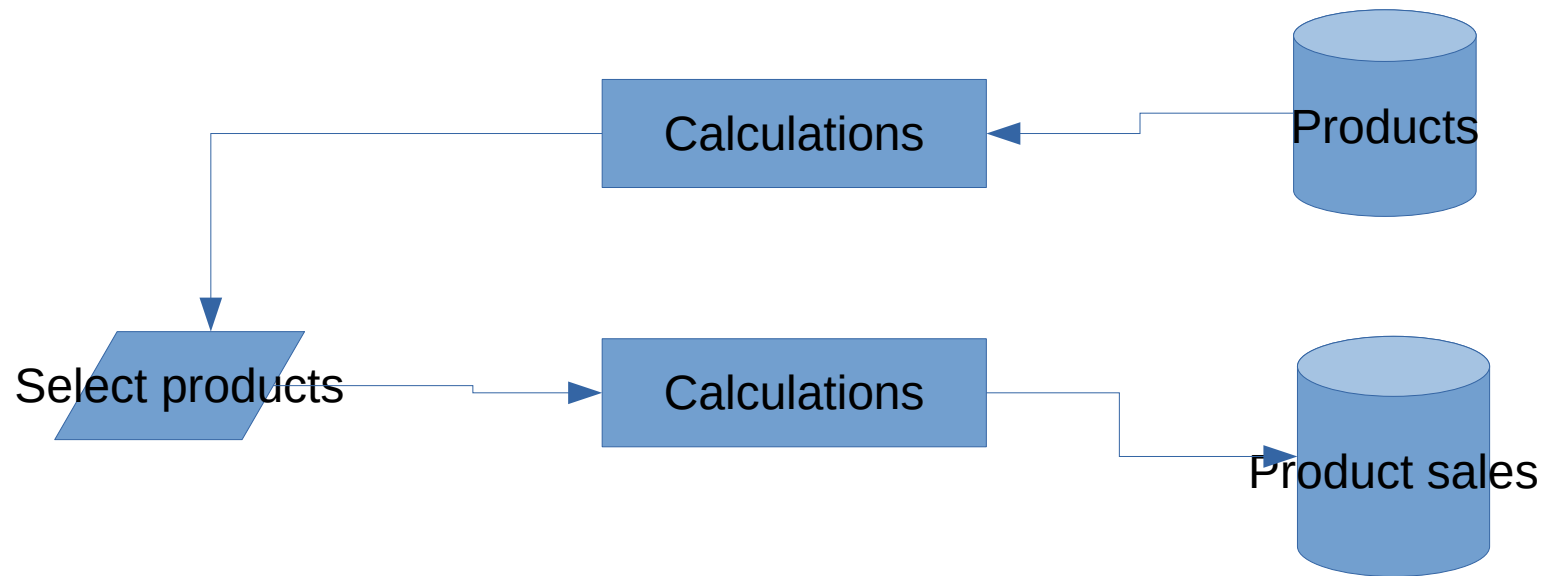 Calculations
Products
Select products
Calculations
Product sales